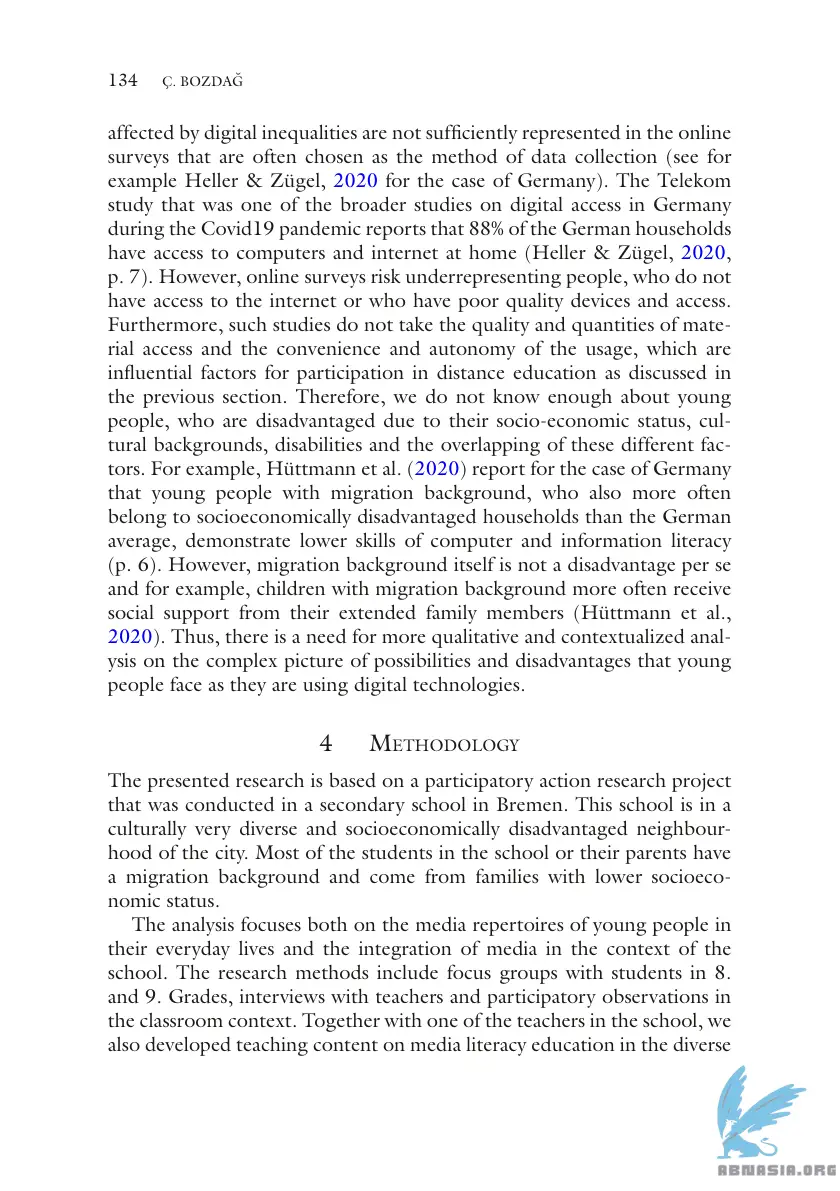 134 Ç. BOZDAĞ
affected by digital inequalities are not sufficiently represented in the online
surveys that are often chosen as the method of data collection (see for
example Heller & Zügel, 2020 for the case of Germany). The Telekom
study that was one of the broader studies on digital access in Germany
during the Covid19 pandemic reports that 88% of the German households
have access to computers and internet at home (Heller & Zügel, 2020,
p. 7). However, online surveys risk underrepresenting people, who do not
have access to the internet or who have poor quality devices and access.
Furthermore, such studies do not take the quality and quantities of mate-
rial access and the convenience and autonomy of the usage, which are
influential factors for participation in distance education as discussed in
the previous section. Therefore, we do not know enough about young
people, who are disadvantaged due to their socio-economic status, cul-
tural backgrounds, disabilities and the overlapping of these different fac-
tors. For example, Hüttmann et al. (2020) report for the case of Germany
that young people with migration background, who also more often
belong to socioeconomically disadvantaged households than the German
average, demonstrate lower skills of computer and information literacy
(p. 6). However, migration background itself is not a disadvantage per se
and for example, children with migration background more often receive
social support from their extended family members (Hüttmann et al.,
2020). Thus, there is a need for more qualitative and contextualized anal-
ysis on the complex picture of possibilities and disadvantages that young
people face as they are using digital technologies.
4 METHODOLOGY
The presented research is based on a participatory action research project
that was conducted in a secondary school in Bremen. This school is in a
culturally very diverse and socioeconomically disadvantaged neighbour-
hood of the city. Most of the students in the school or their parents have
a migration background and come from families with lower socioeco-
nomic status.
The analysis focuses both on the media repertoires of young people in
their everyday lives and the integration of media in the context of the
school. The research methods include focus groups with students in 8.
and 9. Grades, interviews with teachers and participatory observations in
the classroom context. Together with one of the teachers in the school, we
also developed teaching content on media literacy education in the diverse
ABNASIA.ORG